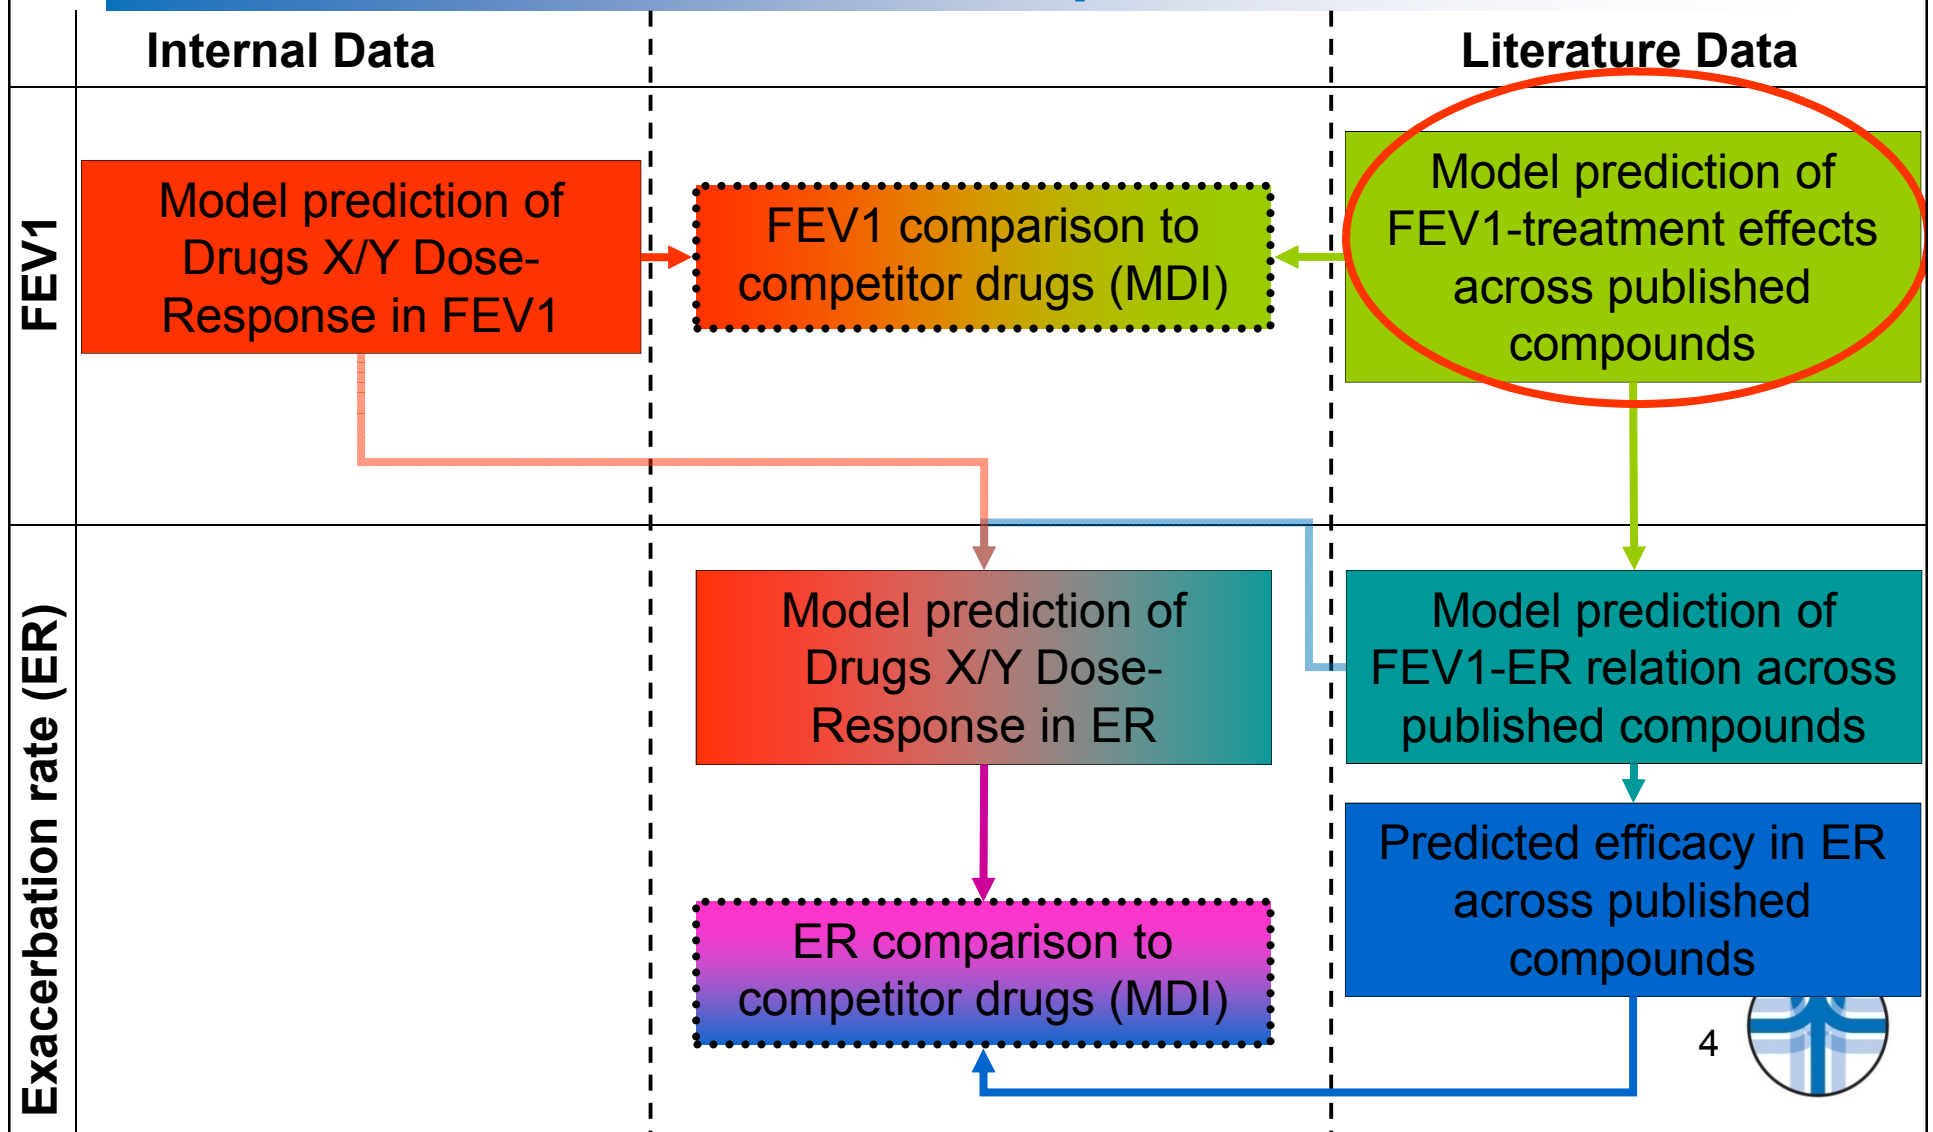 Internal Data
Literature Data
FEV1
Model prediction of
Drugs X/Y Dose-
Response in FEV1
FEV1 comparison to
competitor drugs (MDI)
Model prediction of
FEV1-treatment effects
across published
compounds
Exacerbation rate (ER)
Model prediction of
Drugs X/Y Dose-
Response in ER
Model prediction of
FEV1-ER relation across
published compounds
ER comparison to
competitor drugs (MDI)
Predicted efficacy in ER
across published
compounds
4